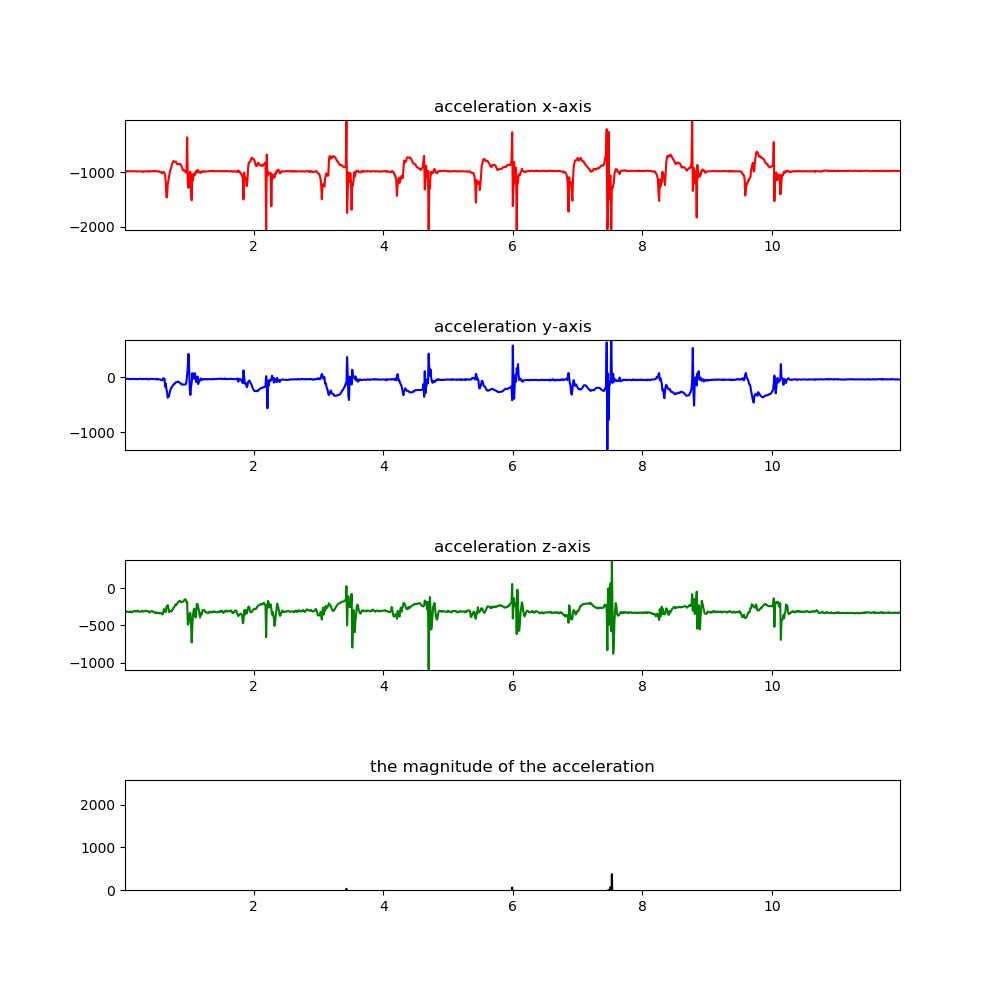 acceleration x-axis
−1000
−2000
2 4 6 8 10
acceleration y-axis
0
−1000
2 4 6 8 10
acceleration z-axis
0
−500
−1000
2 4 6 8 10
the magnitude of the acceleration
2000
1000
0
2 4 6 8 10